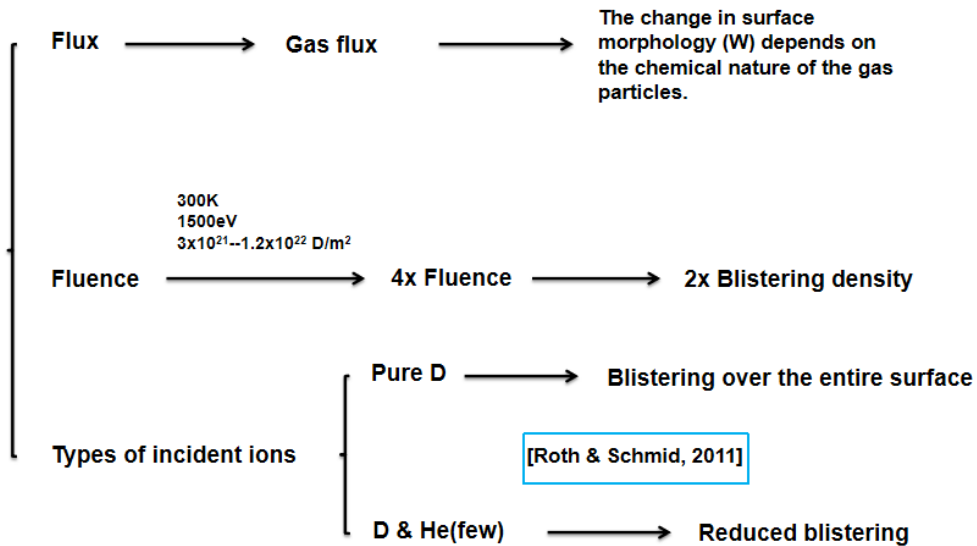 Flux
Gas flux
The change in surface
morphology (W) depends on
the chemical nature of the gas
particles.
300K
1500eV
3x10²¹--1.2x10²² D/m²
Fluence
4x Fluence
2x Blistering density
Pure D
Blistering over the entire surface
Types of incident ions
[Roth & Schmid, 2011]
D & He(few)
Reduced blistering